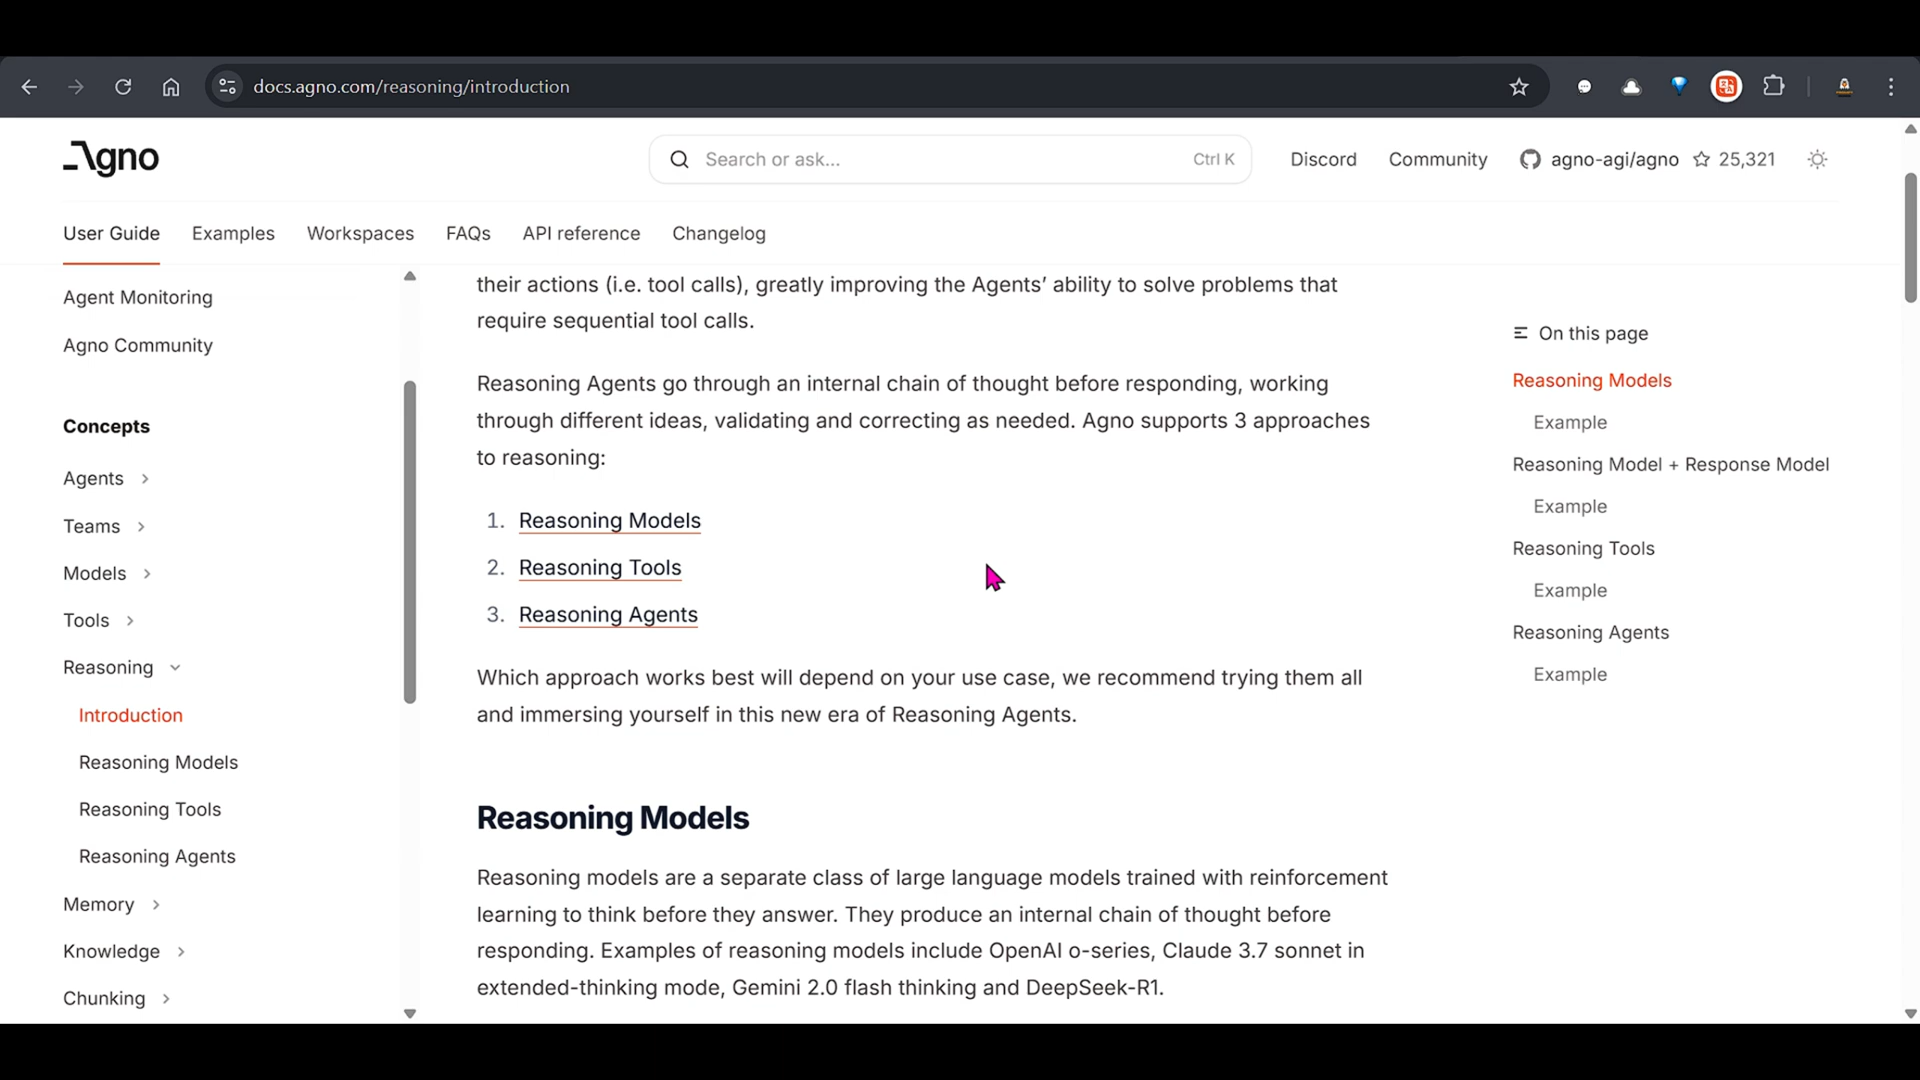 docs.agno.com/reasoning/introduction
Agno
Search or ask...
Ctrl K
Discord
Community
agno-agi/agno
25,321
User Guide
Examples
Workspaces
FAQs
API reference
Changelog
Agent Monitoring
Agno Community
Concepts
Agents
Teams
Models
Tools
Reasoning
Introduction
Reasoning Models
Reasoning Tools
Reasoning Agents
Memory
Knowledge
Chunking
their actions (i.e. tool calls), greatly improving the Agents’ ability to solve problems that
require sequential tool calls.
Reasoning Agents go through an internal chain of thought before responding, working
through different ideas, validating and correcting as needed. Agno supports 3 approaches
to reasoning:
1. Reasoning Models
2. Reasoning Tools
3. Reasoning Agents
Which approach works best will depend on your use case, we recommend trying them all
and immersing yourself in this new era of Reasoning Agents.
Reasoning Models
Reasoning models are a separate class of large language models trained with reinforcement
learning to think before they answer. They produce an internal chain of thought before
responding. Examples of reasoning models include OpenAI o-series, Claude 3.7 sonnet in
extended-thinking mode, Gemini 2.0 flash thinking and DeepSeek-R1.
On this page
Reasoning Models
Example
Reasoning Model + Response Model
Example
Reasoning Tools
Example
Reasoning Agents
Example